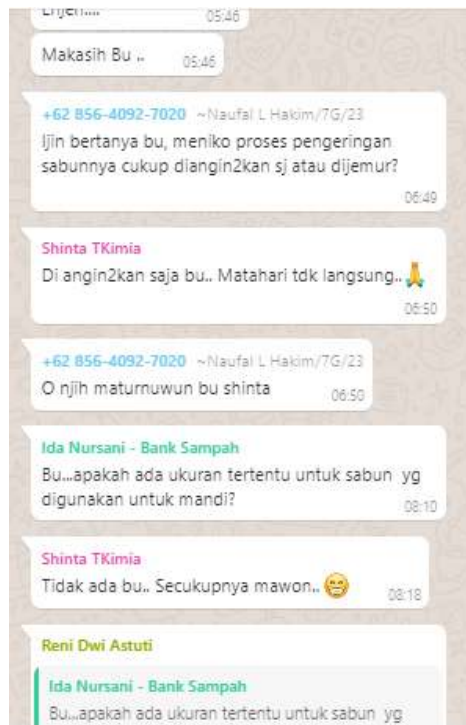 Enjeh....
05:46
Makasih Bu ..
05:46
+62 856-4092-7020 ~Naufal L Hakim/7G/23
Ijin bertanya bu, meniko proses pengeringan
sabunnya cukup diangin2kan sj atau dijemur?
06:49
Shinta TKimia
Di angin2kan saja bu.. Matahari tdk langsung..🙏
06:50
+62 856-4092-7020 ~Naufal L Hakim/7G/23
O njih maturnuwun bu shinta
06:50
Ida Nursani - Bank Sampah
Bu...apakah ada ukuran tertentu untuk sabun yg
digunakan untuk mandi?
08:10
Shinta TKimia
Tidak ada bu.. Secukupnya mawon.. 😁
08:18
Reni Dwi Astuti
Ida Nursani - Bank Sampah
Bu...apakah ada ukuran tertentu untuk sabun yg